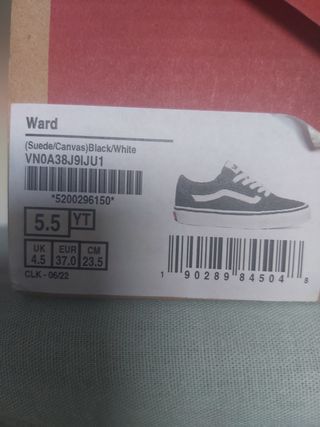 Ward
(Suede/Canvas)Black/White
VN0A38J9IJU1
*5200296150*
5.5 YT
UK EUR CM
4.5 37.0 23.5
CLK - 06/22
1 90289 84504 8